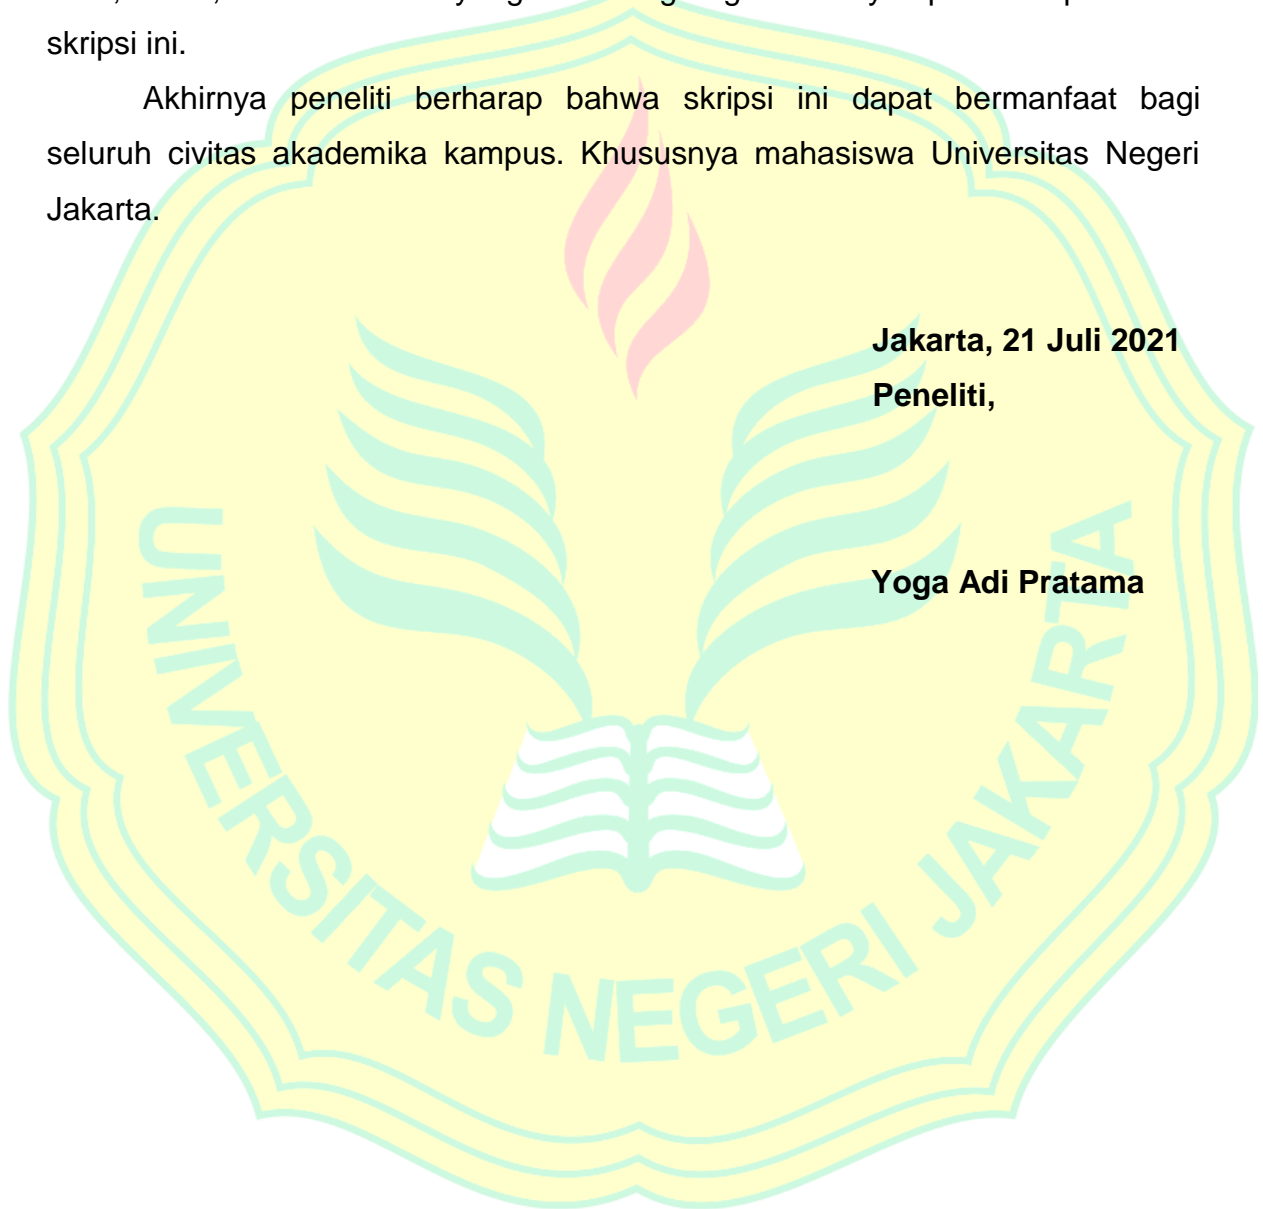 skripsi ini.
Akhirnya peneliti berharap bahwa skripsi ini dapat bermanfaat bagi
seluruh civitas akademika kampus. Khususnya mahasiswa Universitas Negeri
Jakarta.
Jakarta, 21 Juli 2021
Peneliti,
Yoga Adi Pratama
UNIVERSITAS NEGERI JAKARTA